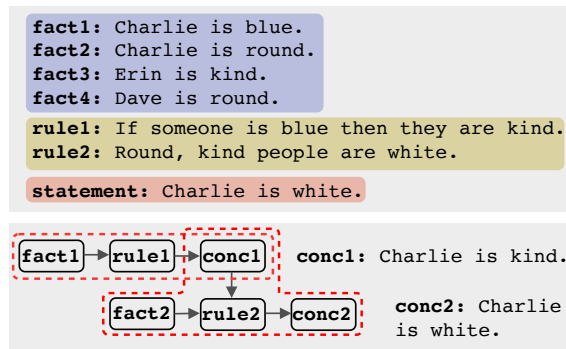 fact1: Charlie is blue.
fact2: Charlie is round.
fact3: Erin is kind.
fact4: Dave is round.
rule1: If someone is blue then they are kind.
rule2: Round, kind people are white.
statement: Charlie is white.
fact1 rule1 conc1 conc1: Charlie is kind.
fact2 rule2 conc2 conc2: Charlie
is white.